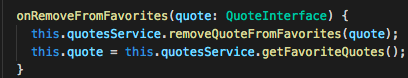 onRemoveFromFavorites(quote: QuoteInterface) {
this.quotesService.removeQuoteFromFavorites(quote);
this.quote = this.quotesService.getFavoriteQuotes();
}